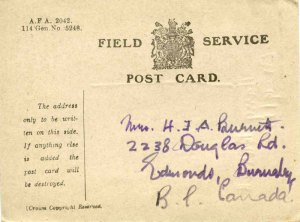 A.F.A. 2042.
114/Gen. No. 5248.
FIELD SERVICE
POST CARD.
The address
only to be writ-
ten on this side.
If anything else
is added the
post card will
be destroyed.
[Crown Copyright Reserved.
Mrs. H. F. A. Burnett.
2238 Douglas Rd.
Edmonds, Burnaby
B. C. Canada.